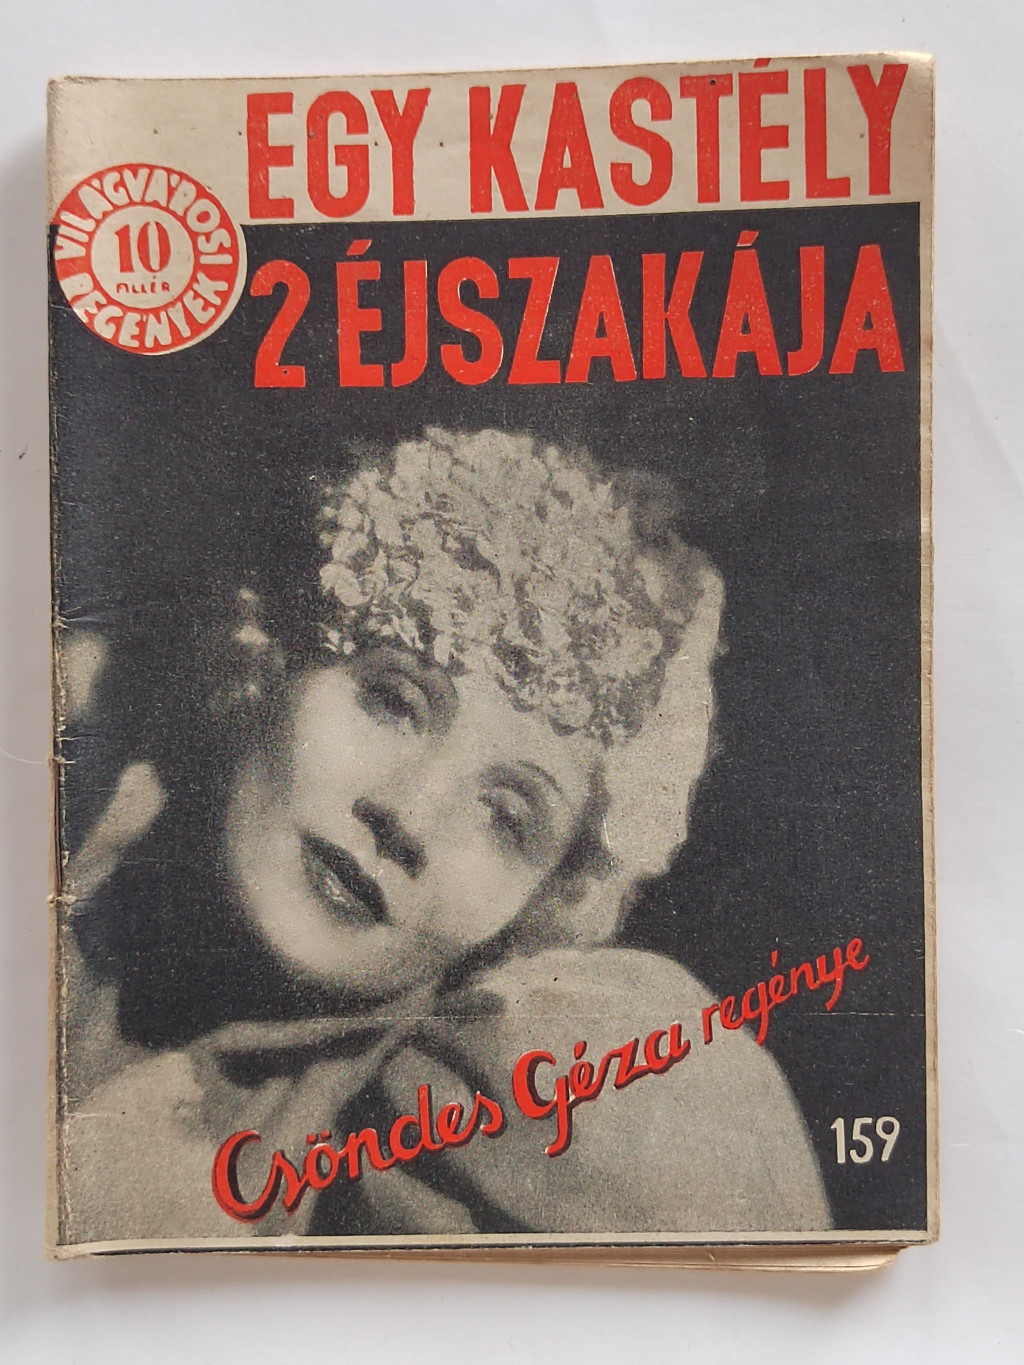 EGY KASTÉLY
2 ÉJSZAKÁJA
VILÁGVÁROSI
REGÉNYEK
10
FILLÉR
Csöndes Géza regénye
159